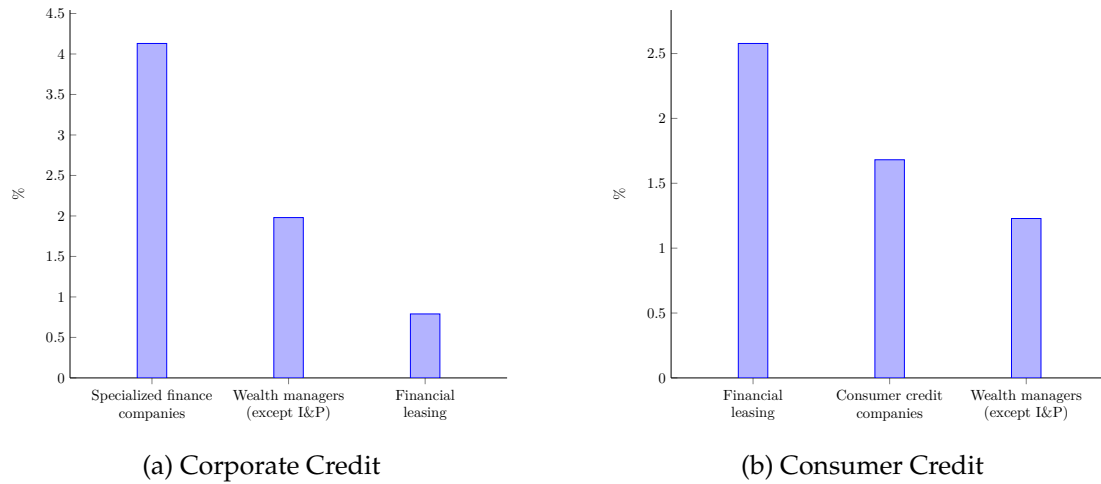 4.5
4
3.5
3
2.5
2
1.5
1
0.5
0
%
Specialized finance
companies
Wealth managers
(except I&P)
Financial
leasing
(a) Corporate Credit
2.5
2
1.5
1
0.5
0
%
Financial
leasing
Consumer credit
companies
Wealth managers
(except I&P)
(b) Consumer Credit